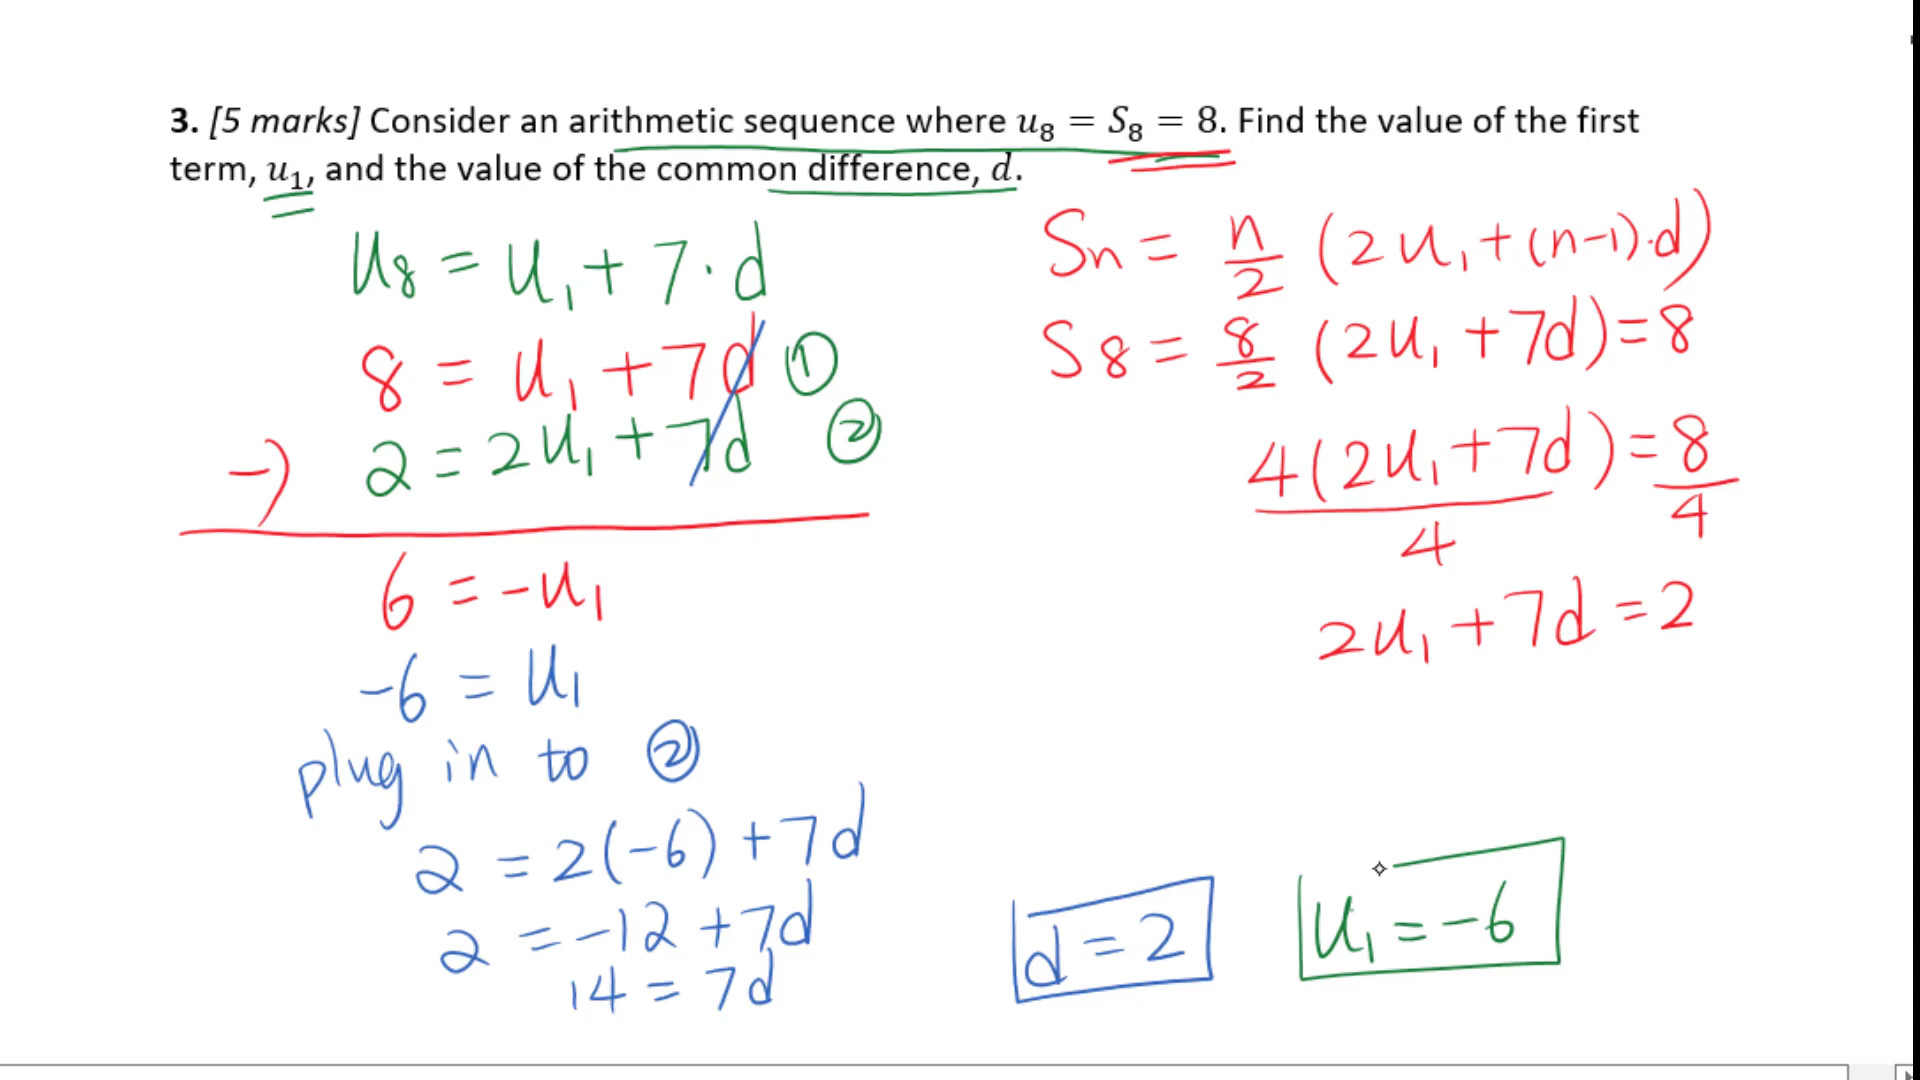 3. [5 marks] Consider an arithmetic sequence where u₈ = S₈ = 8. Find the value of the first
term, u₁, and the value of the common difference, d.
u₈ = u₁ + 7·d
8 = u₁ + 7d ①
2 = 2u₁ + 7d ②
−)
6 = −u₁
−6 = u₁
plug in to ②
2 = 2(−6) + 7d
2 = −12 + 7d
14 = 7d
Sn = n/2 (2u₁ + (n−1)·d)
S8 = 8/2 (2u₁ + 7d) = 8
4(2u₁ + 7d)/4 = 8/4
2u₁ + 7d = 2
d = 2
u₁ = −6